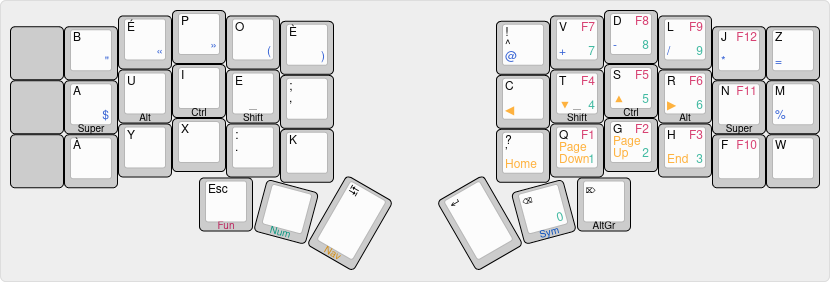 B "
É «
P »
O (
È )
A $ Super
U Alt
I Ctrl
E _ Shift
; ,
À
Y
X
: .
K
Esc Fun
Num
↹ Nav
! ^ @
V F7 + 7
D F8 - 8
L F9 / 9
J F12 *
Z =
C ◀
T F4 ▼ _ 4 Shift
S F5 ▲ 5 Ctrl
R F6 ▶ 6 Alt
N F11 Super
M %
? ' Home
Q F1 Page Down 1
G F2 Page Up 2
H F3 End 3
F F10
W
↵
⌫ 0 Sym
⌦ AltGr